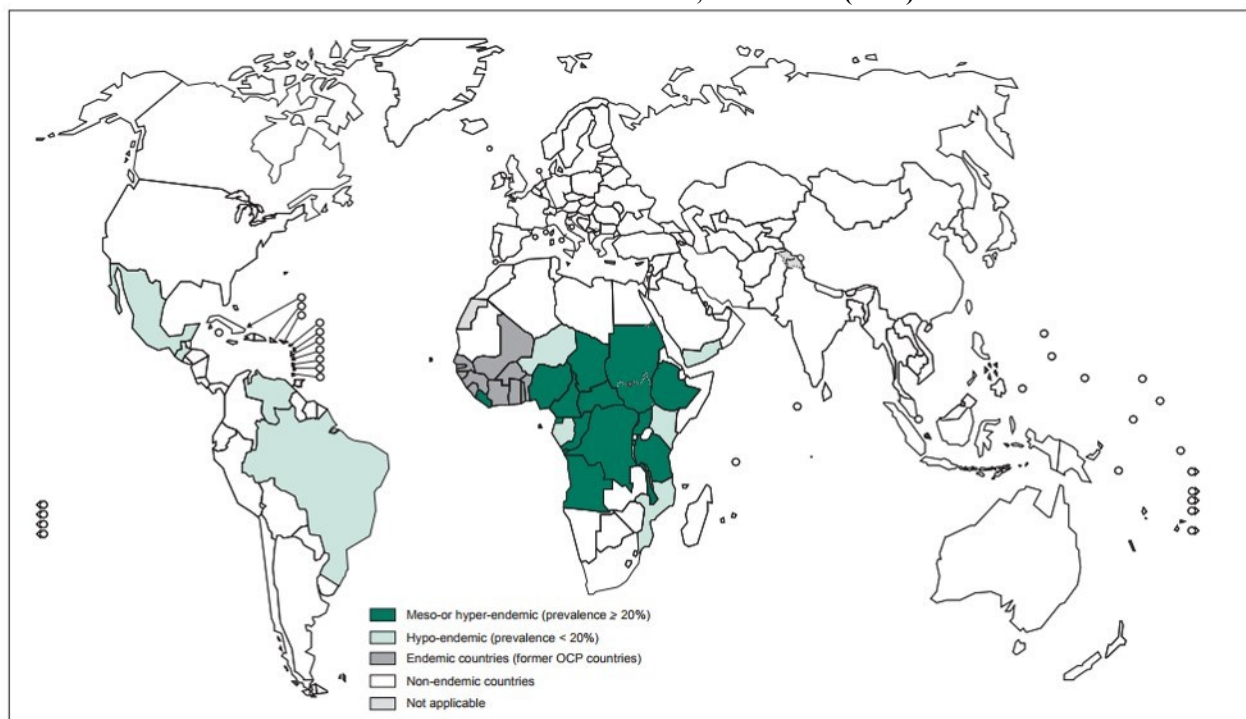 Meso-or hyper-endemic (prevalence ≥ 20%)
Hypo-endemic (prevalence < 20%)
Endemic countries (former OCP countries)
Non-endemic countries
Not applicable